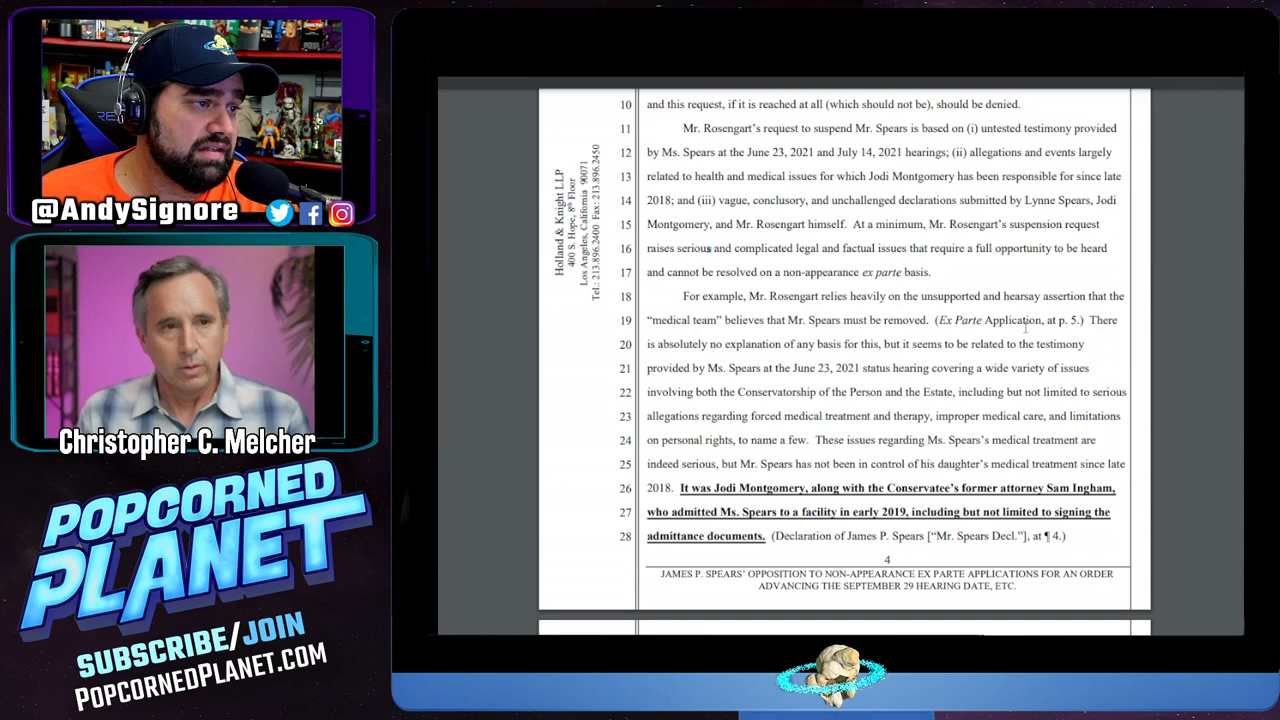 @AndySignore
Christopher C. Melcher
POPCORNED
PLANET
SUBSCRIBE/JOIN
POPCORNEDPLANET.COM
Holland & Knight LLP
400 S. Hope, 8th Floor
Los Angeles, California 90071
Tel.: 213.896.2400 Fax: 213.896.2450
10 and this request, if it is reached at all (which should not be), should be denied.
11 Mr. Rosengart’s request to suspend Mr. Spears is based on (i) untested testimony provided
12 by Ms. Spears at the June 23, 2021 and July 14, 2021 hearings; (ii) allegations and events largely
13 related to health and medical issues for which Jodi Montgomery has been responsible for since late
14 2018; and (iii) vague, conclusory, and unchallenged declarations submitted by Lynne Spears, Jodi
15 Montgomery, and Mr. Rosengart himself. At a minimum, Mr. Rosengart’s suspension request
16 raises serious and complicated legal and factual issues that require a full opportunity to be heard
17 and cannot be resolved on a non-appearance ex parte basis.
18 For example, Mr. Rosengart relies heavily on the unsupported and hearsay assertion that the
19 “medical team” believes that Mr. Spears must be removed. (Ex Parte Application, at p. 5.) There
20 is absolutely no explanation of any basis for this, but it seems to be related to the testimony
21 provided by Ms. Spears at the June 23, 2021 status hearing covering a wide variety of issues
22 involving both the Conservatorship of the Person and the Estate, including but not limited to serious
23 allegations regarding forced medical treatment and therapy, improper medical care, and limitations
24 on personal rights, to name a few. These issues regarding Ms. Spears’s medical treatment are
25 indeed serious, but Mr. Spears has not been in control of his daughter’s medical treatment since late
26 2018. It was Jodi Montgomery, along with the Conservatee’s former attorney Sam Ingham,
27 who admitted Ms. Spears to a facility in early 2019, including but not limited to signing the
28 admittance documents. (Declaration of James P. Spears [“Mr. Spears Decl.”], at ¶ 4.)
4
JAMES P. SPEARS’ OPPOSITION TO NON-APPEARANCE EX PARTE APPLICATIONS FOR AN ORDER
ADVANCING THE SEPTEMBER 29 HEARING DATE, ETC.